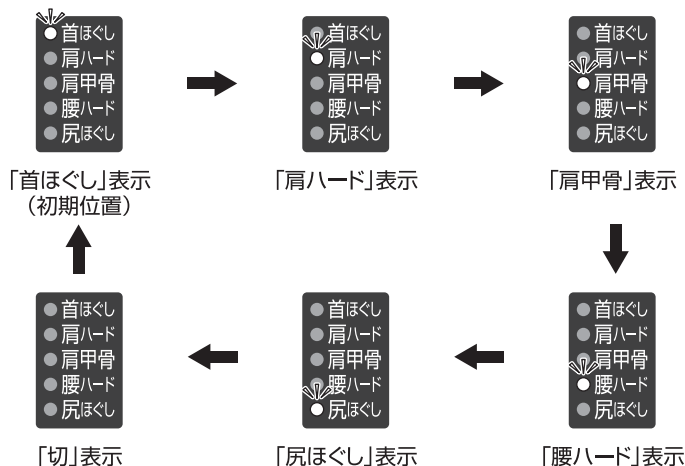 首ほぐし
肩ハード
肩甲骨
腰ハード
尻ほぐし
「首ほぐし」表示
(初期位置)
首ほぐし
肩ハード
肩甲骨
腰ハード
尻ほぐし
「肩ハード」表示
首ほぐし
肩ハード
肩甲骨
腰ハード
尻ほぐし
「肩甲骨」表示
首ほぐし
肩ハード
肩甲骨
腰ハード
尻ほぐし
「切」表示
首ほぐし
肩ハード
肩甲骨
腰ハード
尻ほぐし
「尻ほぐし」表示
首ほぐし
肩ハード
肩甲骨
腰ハード
尻ほぐし
「腰ハード」表示